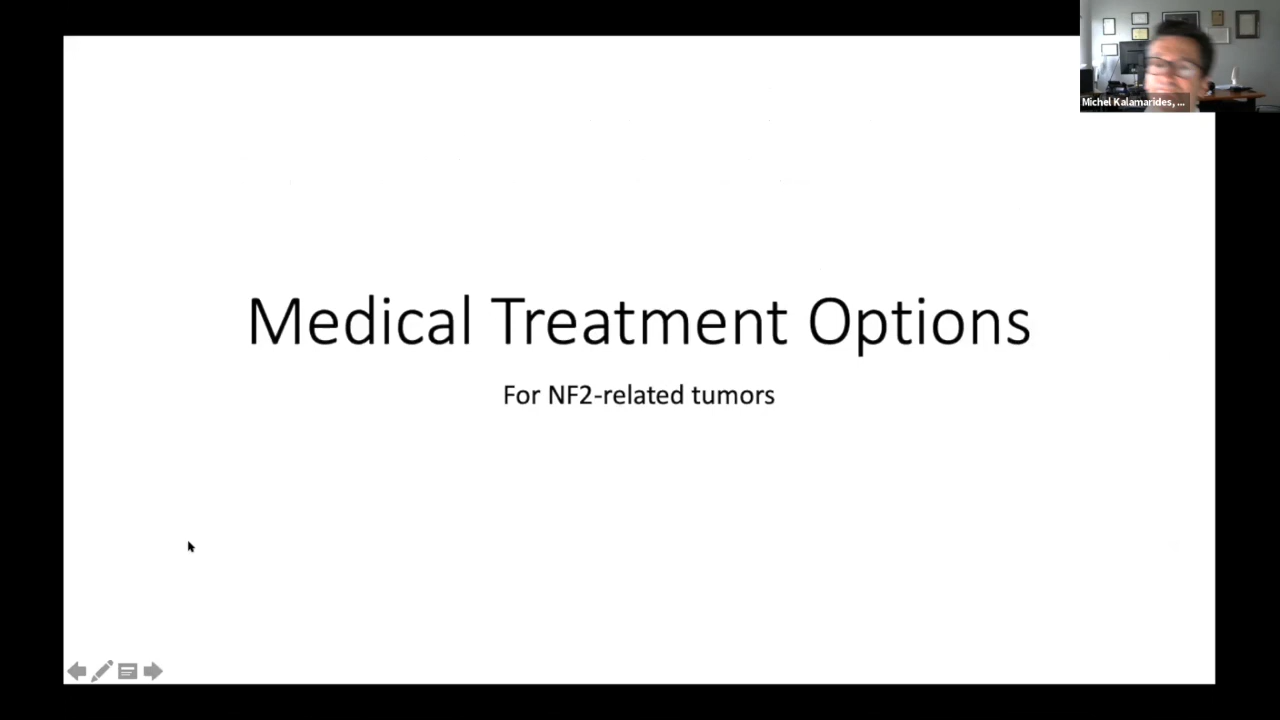 Michel Kalamarides, ...
Medical Treatment Options
For NF2-related tumors